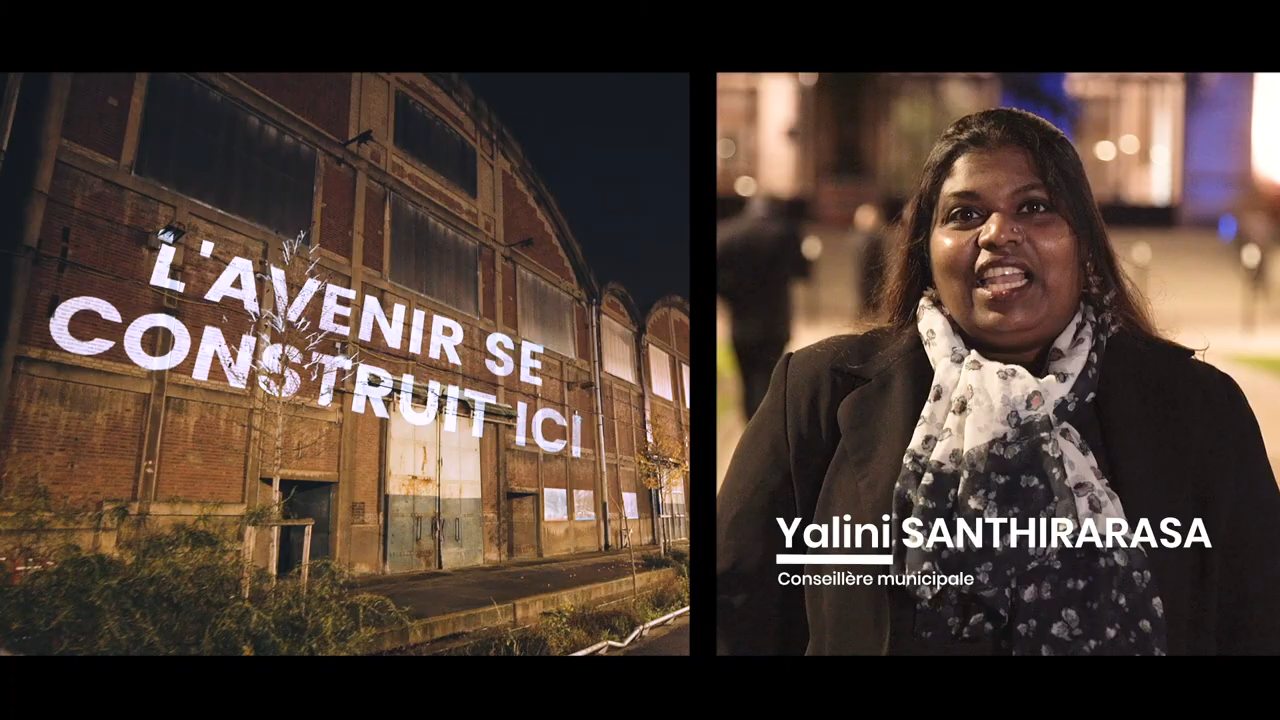 L'AVENIR SE
CONSTRUIT ICI
Yalini SANTHIRARASA
Conseillère municipale